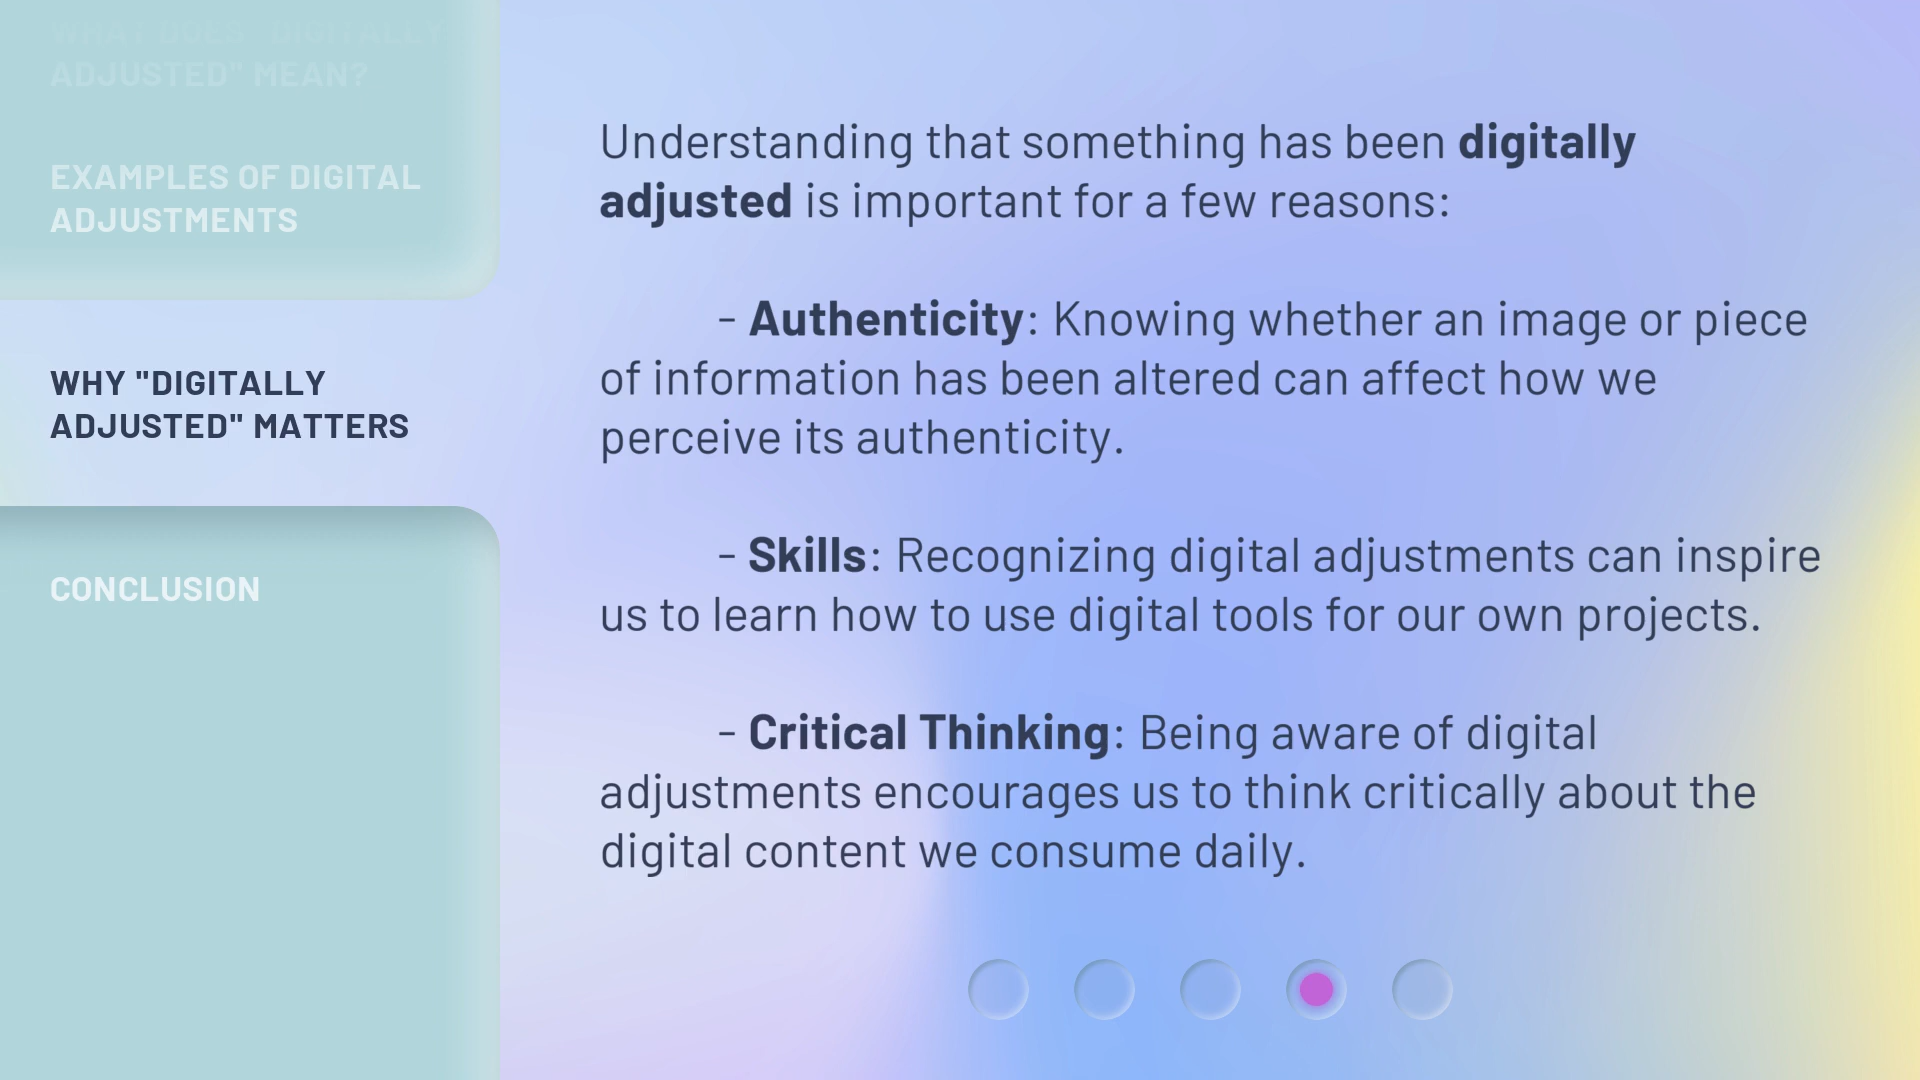 WHAT DOES "DIGITALLY
ADJUSTED" MEAN?
EXAMPLES OF DIGITAL
ADJUSTMENTS
WHY "DIGITALLY
ADJUSTED" MATTERS
CONCLUSION
Understanding that something has been digitally
adjusted is important for a few reasons:
- Authenticity: Knowing whether an image or piece
of information has been altered can affect how we
perceive its authenticity.
- Skills: Recognizing digital adjustments can inspire
us to learn how to use digital tools for our own projects.
- Critical Thinking: Being aware of digital
adjustments encourages us to think critically about the
digital content we consume daily.